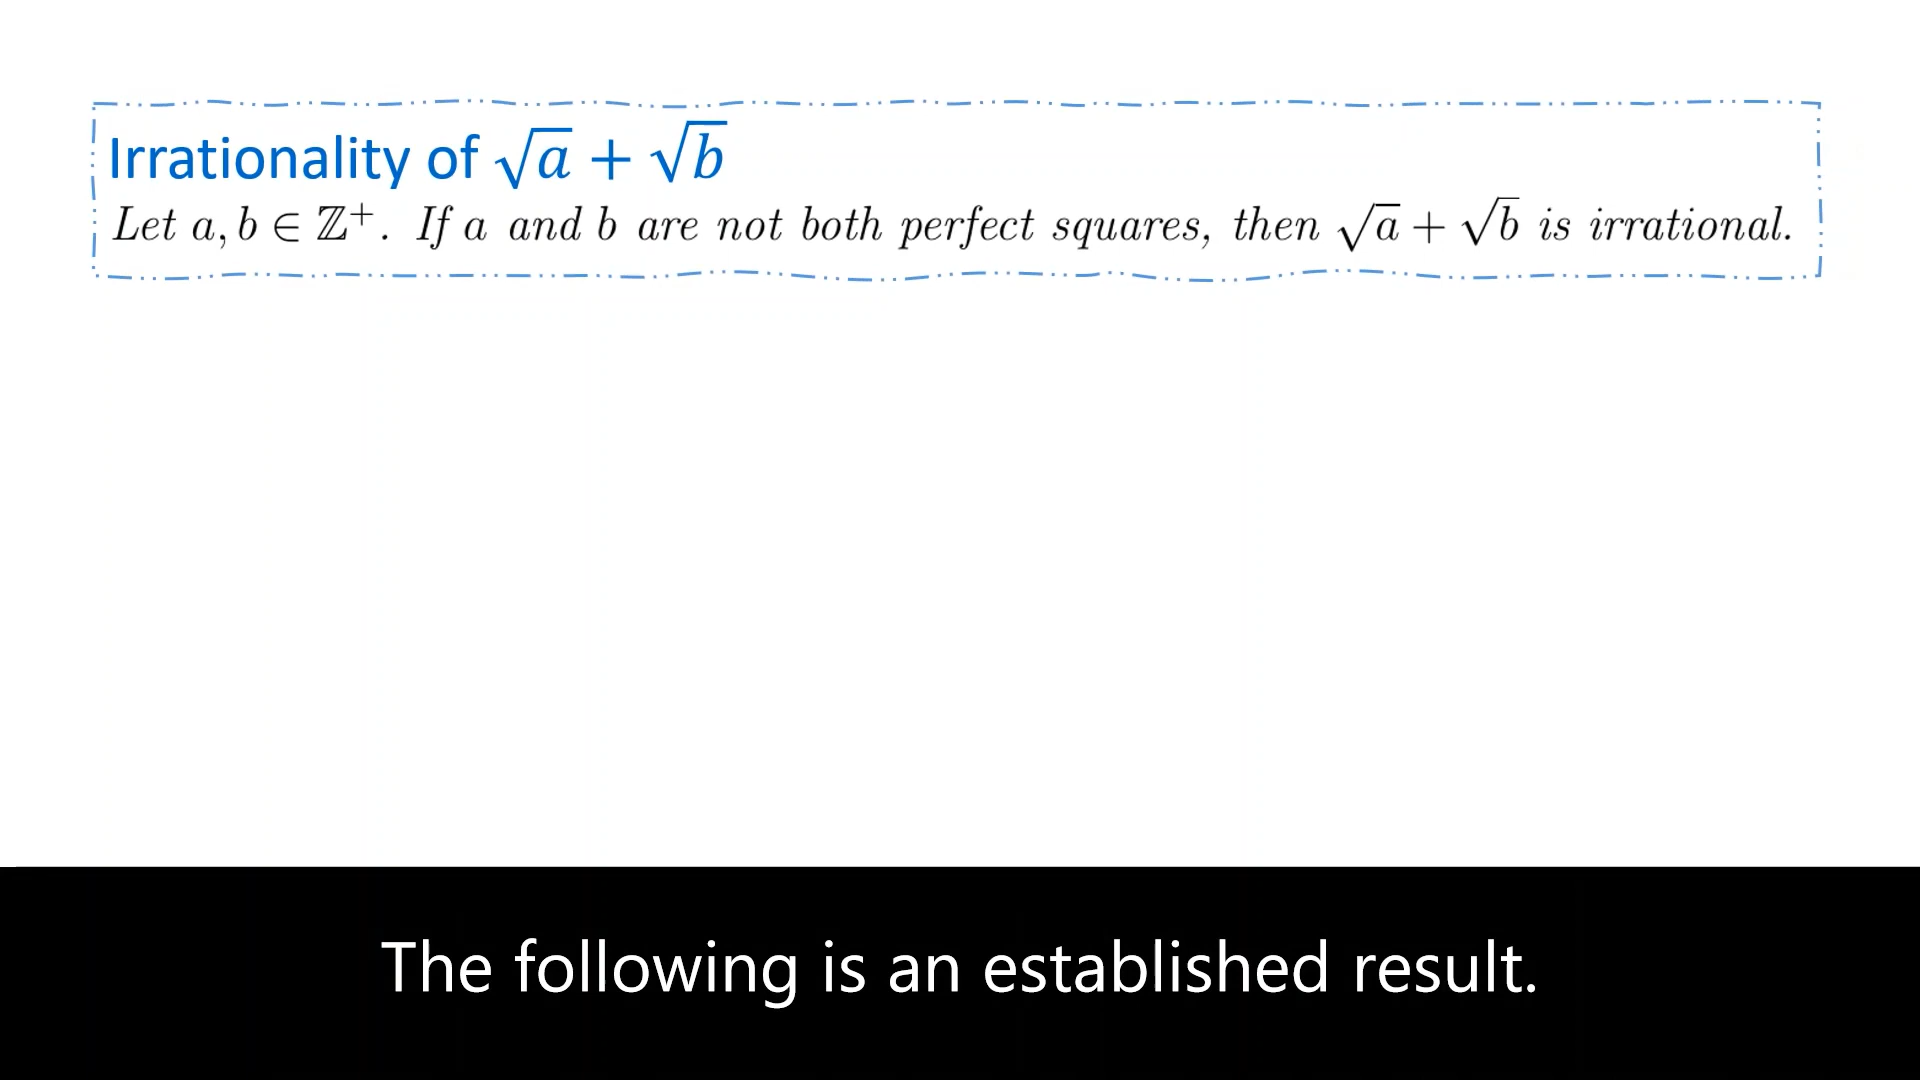 Irrationality of √a + √b
Let a, b ∈ ℤ⁺. If a and b are not both perfect squares, then √a + √b is irrational.
The following is an established result.